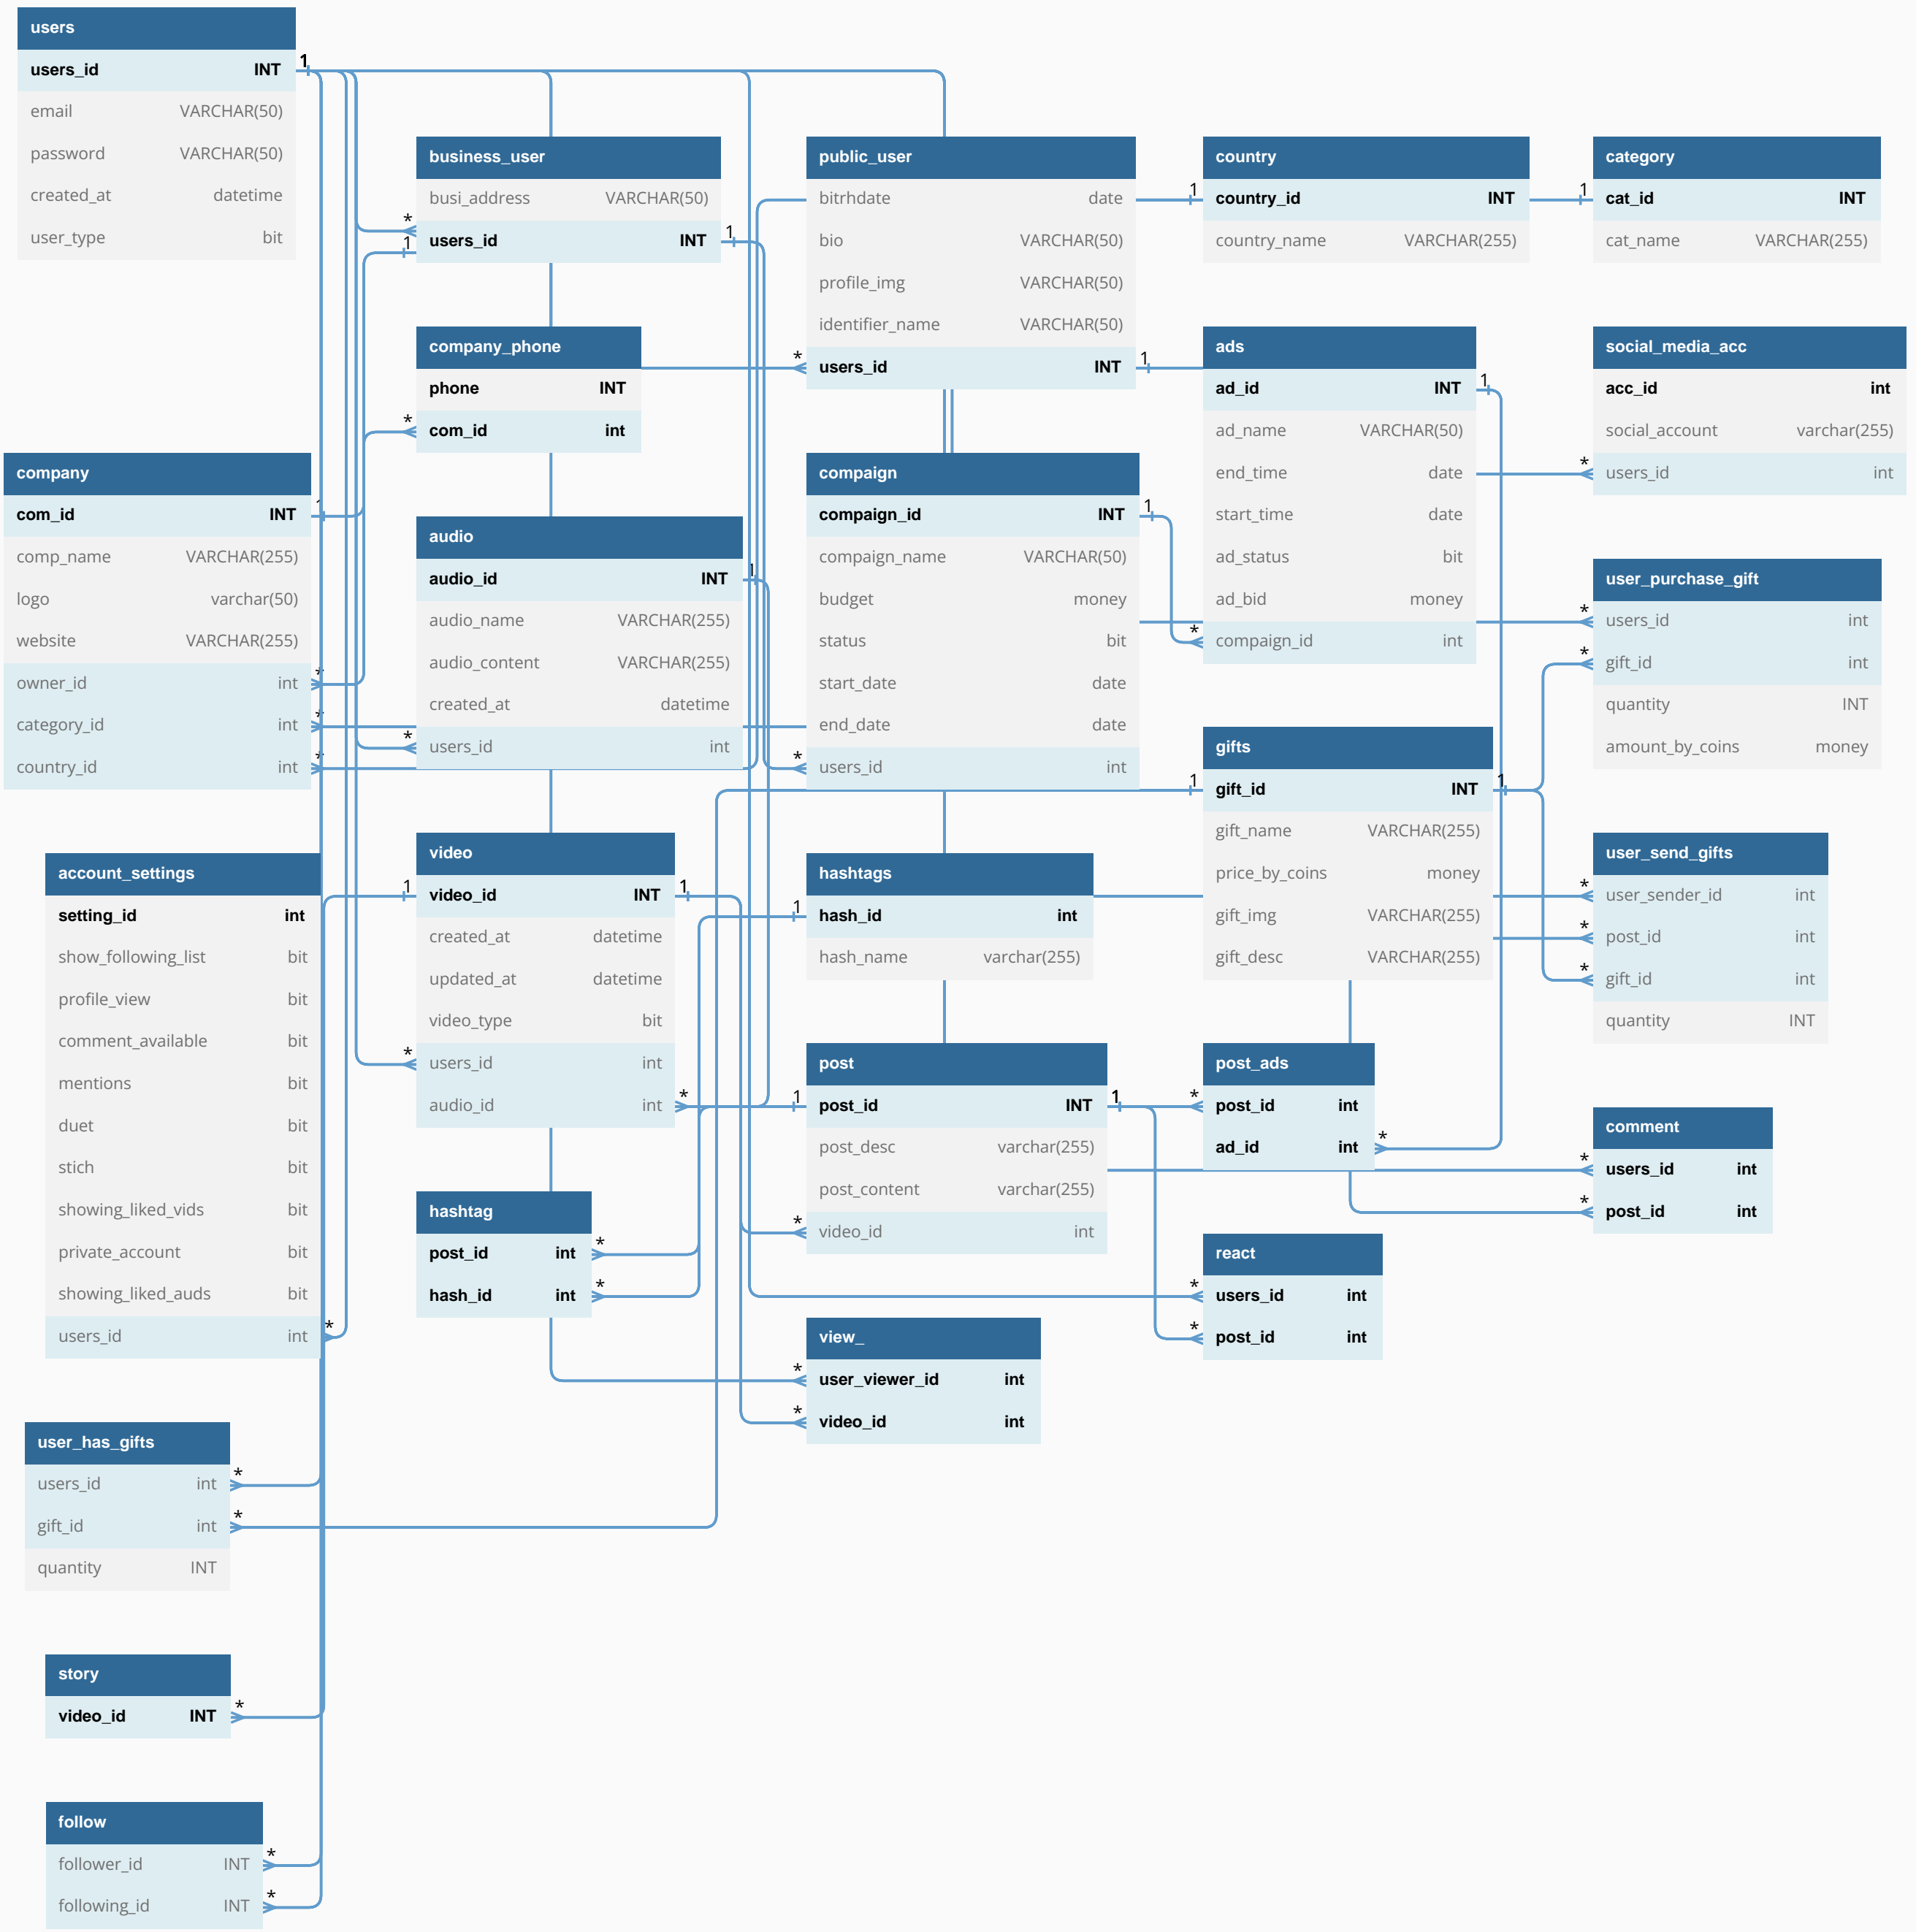 users
users_id INT
email VARCHAR(50)
password VARCHAR(50)
created_at datetime
user_type bit
business_user
busi_address VARCHAR(50)
users_id INT
public_user
bitrhdate date
bio VARCHAR(50)
profile_img VARCHAR(50)
identifier_name VARCHAR(50)
users_id INT
country
country_id INT
country_name VARCHAR(255)
category
cat_id INT
cat_name VARCHAR(255)
company_phone
phone INT
com_id int
ads
ad_id INT
ad_name VARCHAR(50)
end_time date
start_time date
ad_status bit
ad_bid money
compaign_id int
social_media_acc
acc_id int
social_account varchar(255)
users_id int
company
com_id INT
comp_name VARCHAR(255)
logo varchar(50)
website VARCHAR(255)
owner_id int
category_id int
country_id int
audio
audio_id INT
audio_name VARCHAR(255)
audio_content VARCHAR(255)
created_at datetime
users_id int
compaign
compaign_id INT
compaign_name VARCHAR(50)
budget money
status bit
start_date date
end_date date
users_id int
user_purchase_gift
users_id int
gift_id int
quantity INT
amount_by_coins money
gifts
gift_id INT
gift_name VARCHAR(255)
price_by_coins money
gift_img VARCHAR(255)
gift_desc VARCHAR(255)
account_settings
setting_id int
show_following_list bit
profile_view bit
comment_available bit
mentions bit
duet bit
stich bit
showing_liked_vids bit
private_account bit
showing_liked_auds bit
users_id int
video
video_id INT
created_at datetime
updated_at datetime
video_type bit
users_id int
audio_id int
hashtags
hash_id int
hash_name varchar(255)
user_send_gifts
user_sender_id int
post_id int
gift_id int
quantity INT
post
post_id INT
post_desc varchar(255)
post_content varchar(255)
video_id int
post_ads
post_id int
ad_id int
comment
users_id int
post_id int
hashtag
post_id int
hash_id int
react
users_id int
post_id int
view_
user_viewer_id int
video_id int
user_has_gifts
users_id int
gift_id int
quantity INT
story
video_id INT
follow
follower_id INT
following_id INT